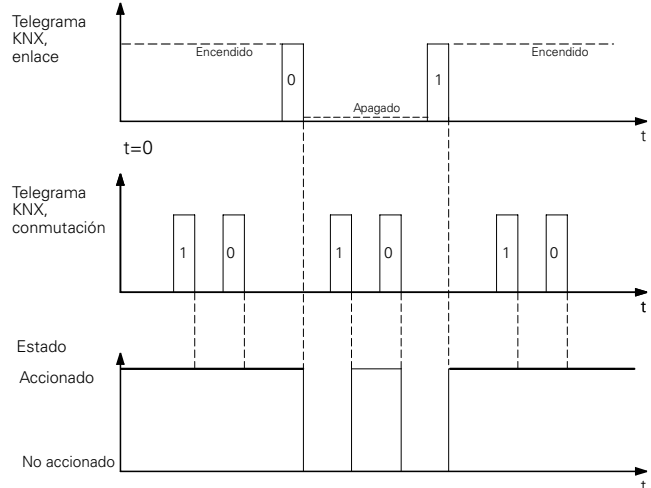 Telegrama
KNX,
enlace
Encendido
Encendido
0
1
Apagado
t
t=0
Telegrama
KNX,
conmutación
1
0
1
0
1
0
t
Estado
Accionado
No accionado
t